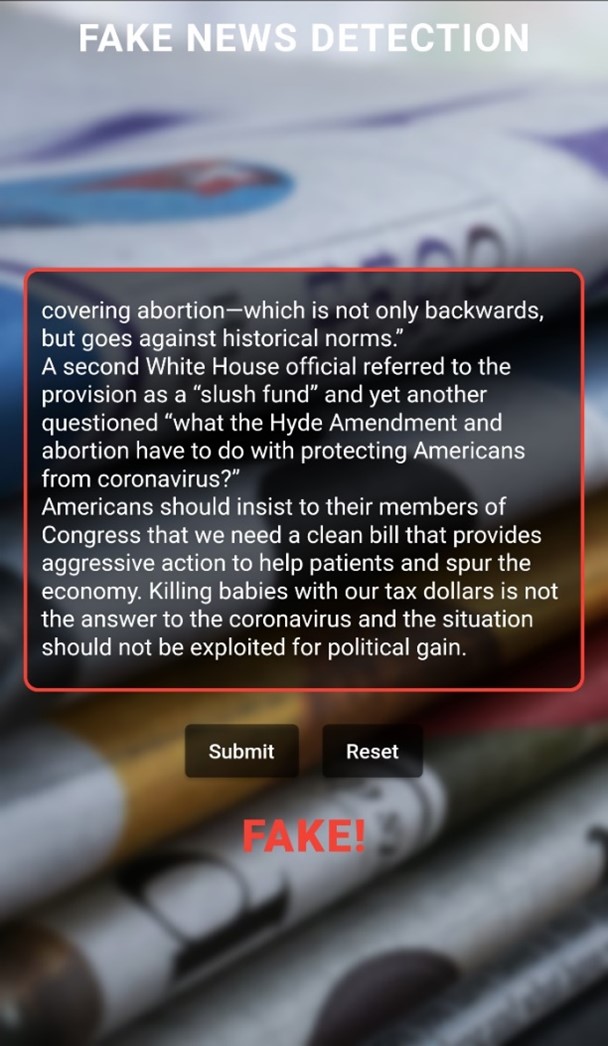 FAKE NEWS DETECTION
covering abortion—which is not only backwards,
but goes against historical norms.”
A second White House official referred to the
provision as a “slush fund” and yet another
questioned “what the Hyde Amendment and
abortion have to do with protecting Americans
from coronavirus?”
Americans should insist to their members of
Congress that we need a clean bill that provides
aggressive action to help patients and spur the
economy. Killing babies with our tax dollars is not
the answer to the coronavirus and the situation
should not be exploited for political gain.
Submit Reset
FAKE!